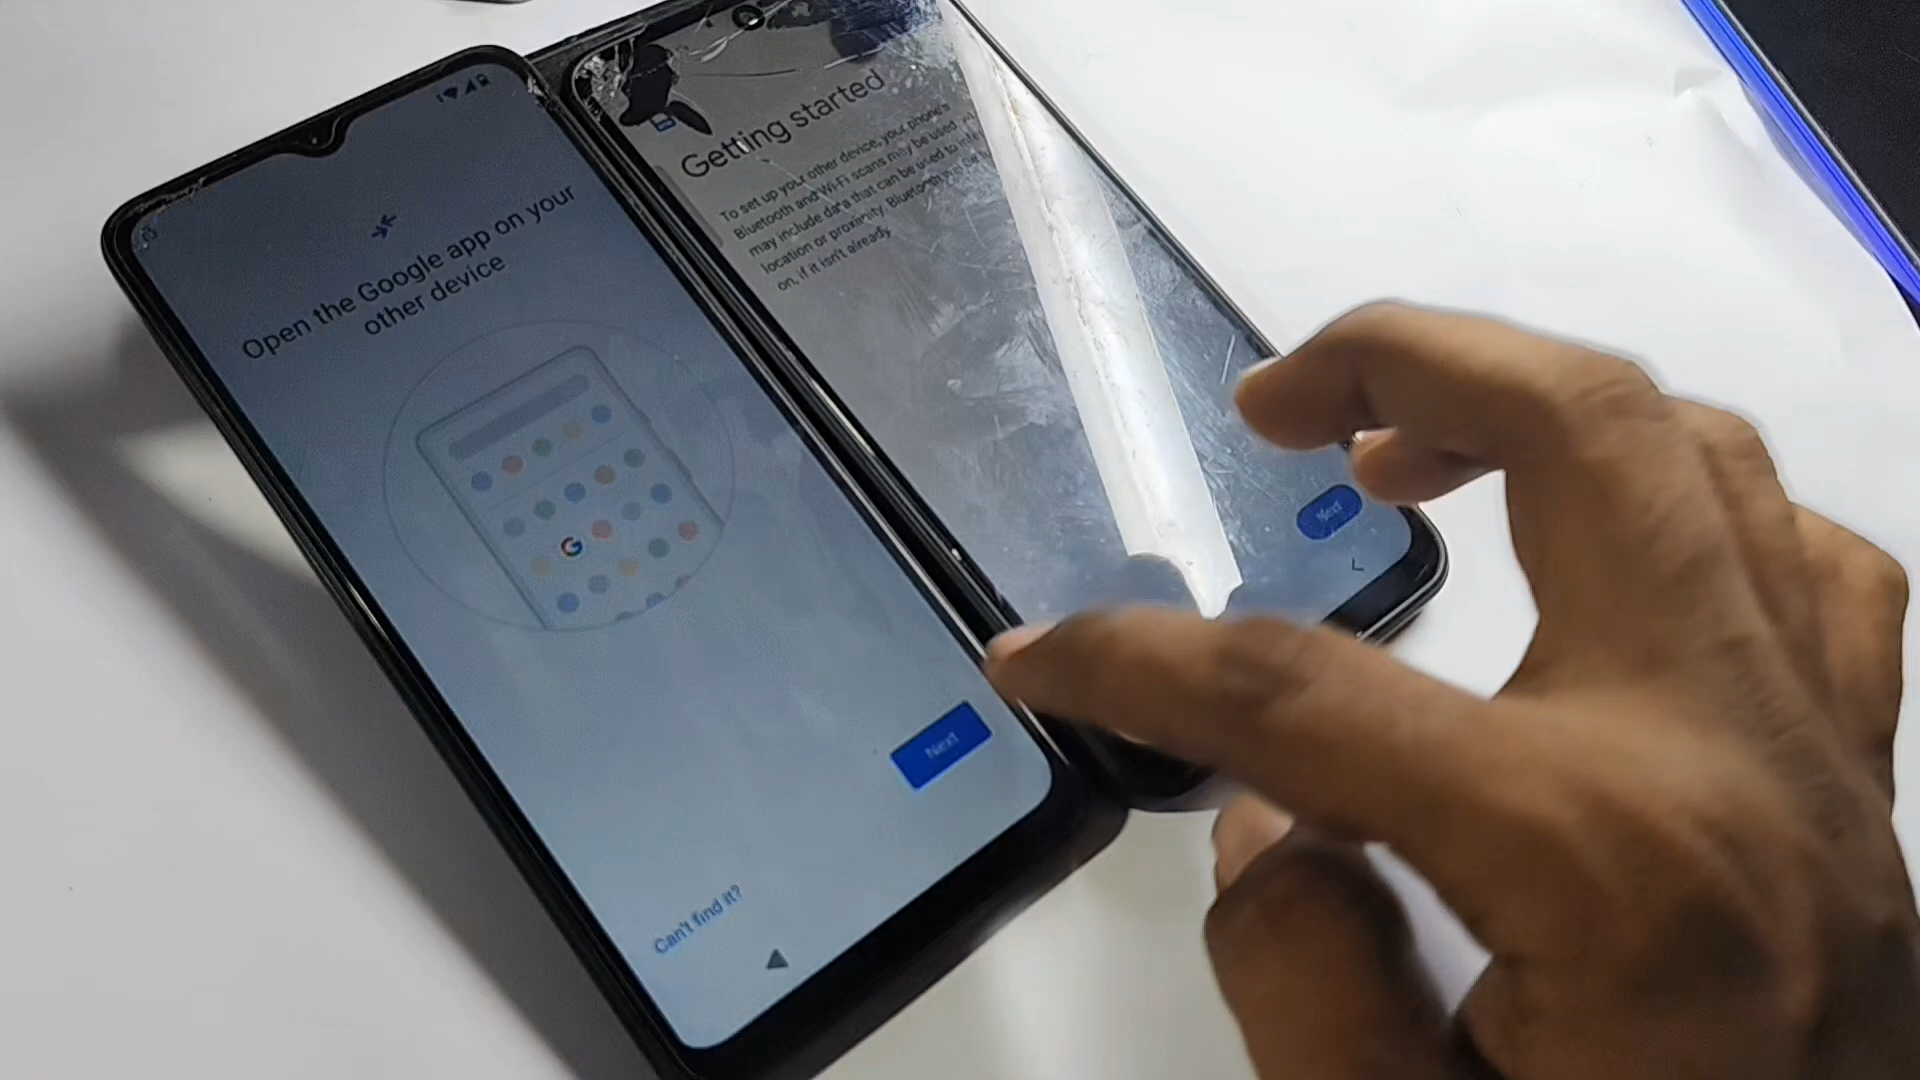 Open the Google app on your
other device
G
Next
Can't find it?
Getting started
To set up your other device, your phone's
Bluetooth and Wi-Fi scans may be used.
may include data that can be used to
location or proximity. Bluetooth
on, if it isn't already.
Next